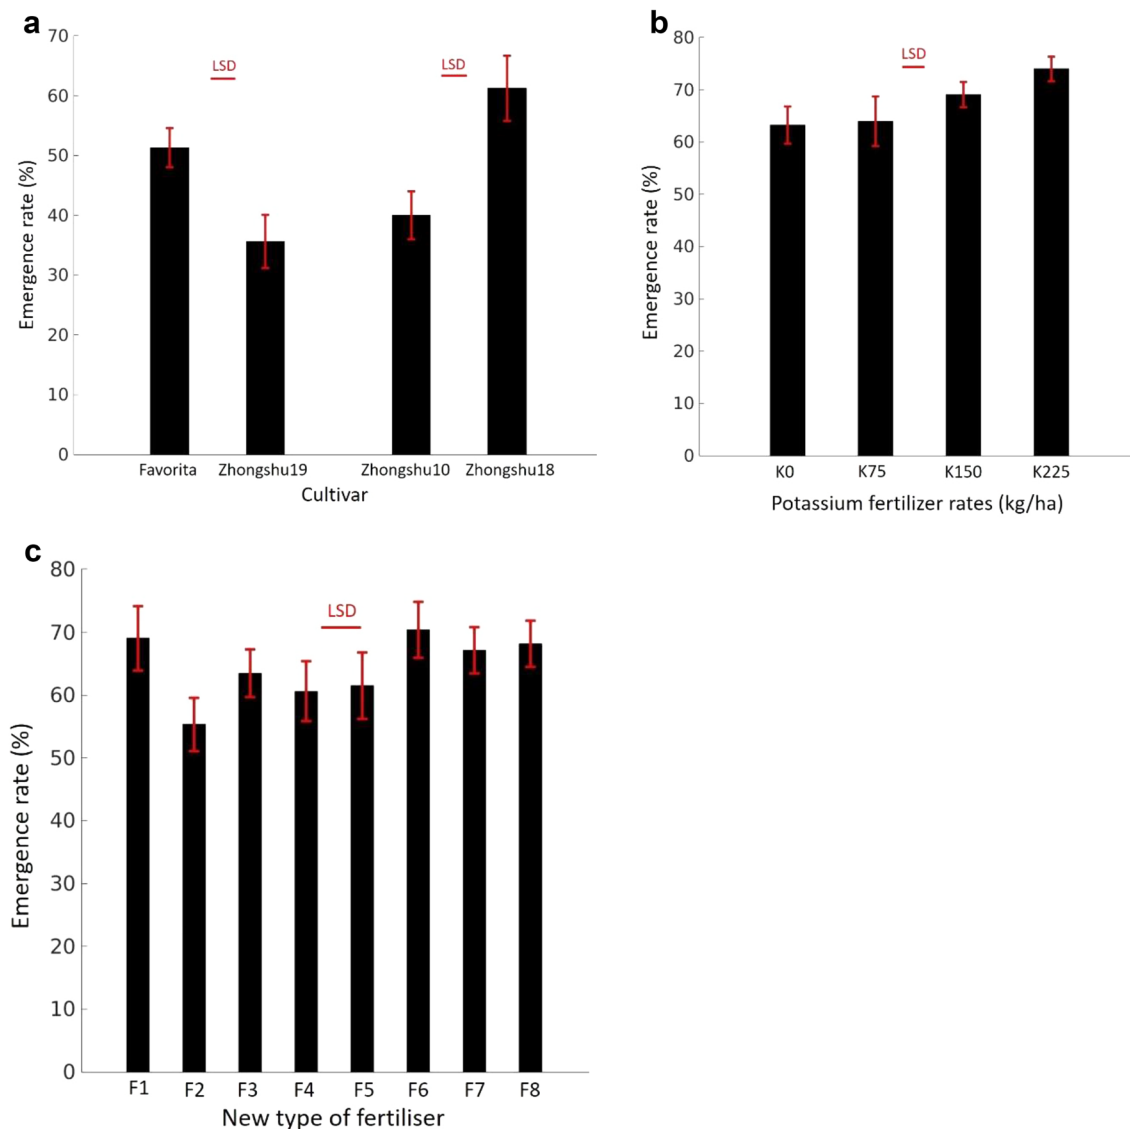 a
70
60
50
40
30
20
10
0
Emergence rate (%)
LSD
LSD
Favorita Zhongshu19 Zhongshu10 Zhongshu18
Cultivar
b
80
70
60
50
40
30
20
10
0
Emergence rate (%)
LSD
K0 K75 K150 K225
Potassium fertilizer rates (kg/ha)
c
80
70
60
50
40
30
20
10
0
Emergence rate (%)
LSD
F1 F2 F3 F4 F5 F6 F7 F8
New type of fertiliser